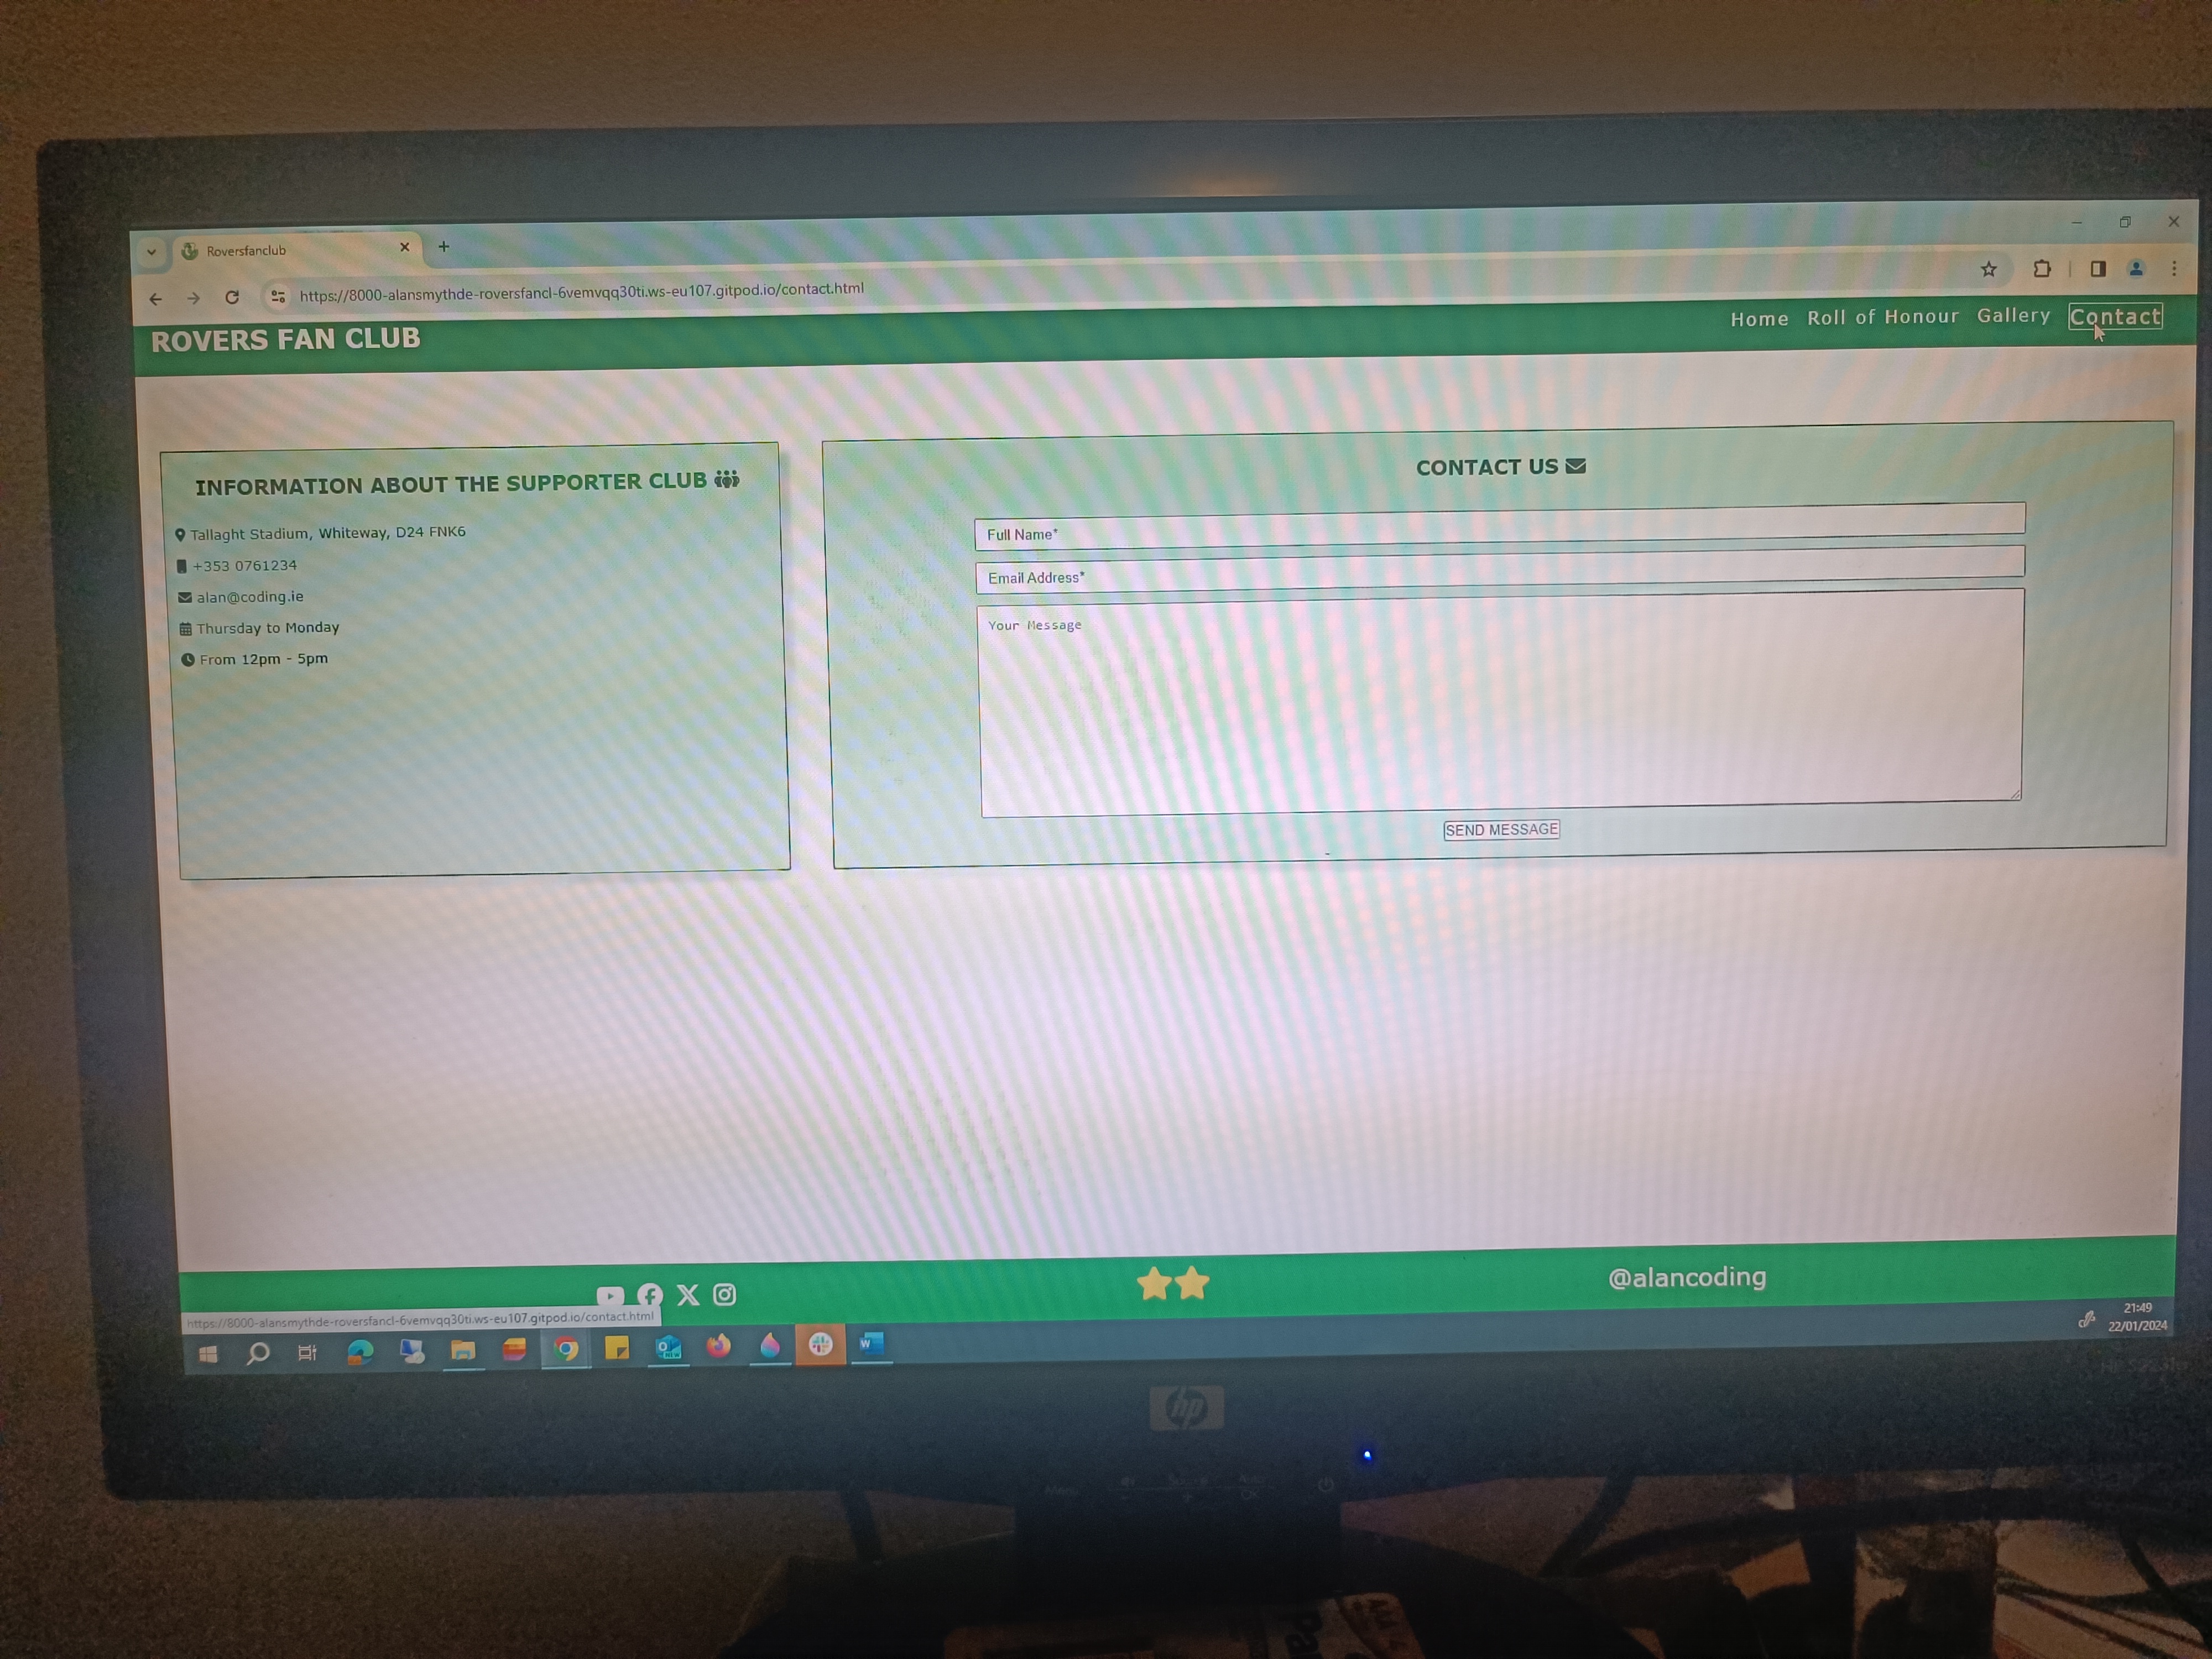 Roversfanclub
https://8000-alansmythde-roversfancl-6vemvqq30ti.ws-eu107.gitpod.io/contact.html
ROVERS FAN CLUB
Home Roll of Honour Gallery Contact
INFORMATION ABOUT THE SUPPORTER CLUB
Tallaght Stadium, Whiteway, D24 FNK6
+353 0761234
alan@coding.ie
Thursday to Monday
From 12pm - 5pm
CONTACT US
Full Name*
Email Address*
Your Message
SEND MESSAGE
@alancoding
https://8000-alansmythde-roversfancl-6vemvqq30ti.ws-eu107.gitpod.io/contact.html
21:49
22/01/2024
hp